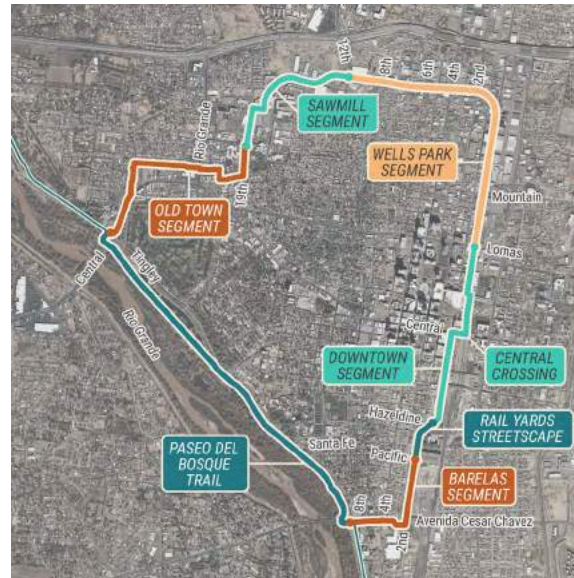 12th
8th
6th
4th
2nd
SAWMILL
SEGMENT
Rio Grande
WELLS PARK
SEGMENT
19th
OLD TOWN
SEGMENT
Mountain
Lomas
Central
Tingley
Rio Grande
Central
DOWNTOWN
SEGMENT
CENTRAL
CROSSING
Hazeldine
RAIL YARDS
STREETSCAPE
Santa Fe
Pacific
PASEO DEL
BOSQUE
TRAIL
BARELAS
SEGMENT
8th
4th
2nd
Avenida Cesar Chavez